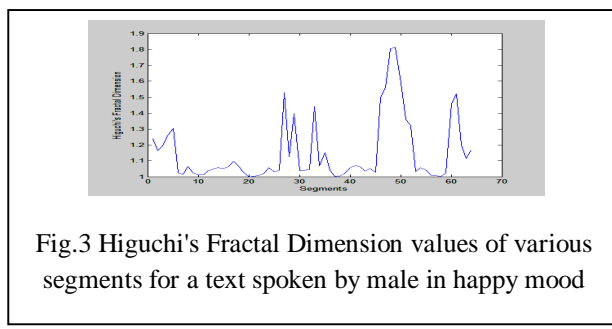 1.9
1.8
1.7
1.6
1.5
1.4
1.3
1.2
1.1
1
Higuchi's Fractal Dimension
0 10 20 30 40 50 60 70
Segments
Fig.3 Higuchi's Fractal Dimension values of various
segments for a text spoken by male in happy mood